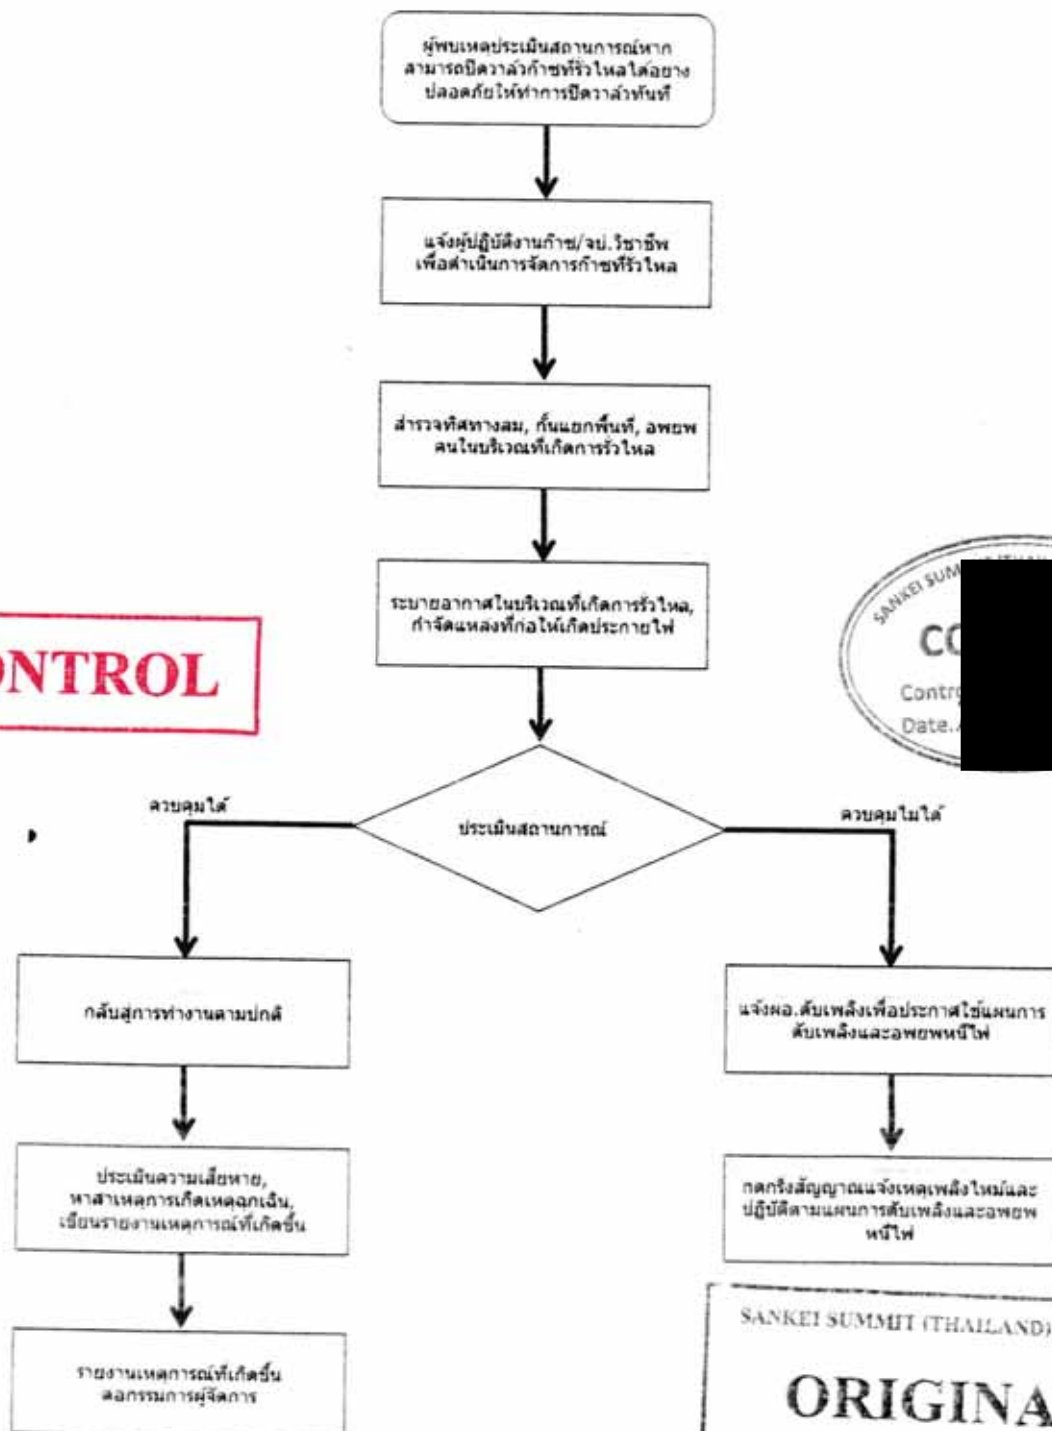 ผู้พบเหตุประเมินสถานการณ์หาก
สามารถปิดวาล์วก๊าซที่รั่วไหลได้อย่าง
ปลอดภัยให้ทำการปิดวาล์วทันที
แจ้งผู้ปฏิบัติงานก๊าซ/จป.วิชาชีพ
เพื่อดำเนินการจัดการก๊าซที่รั่วไหล
สำรวจทิศทางลม, กั้นแยกพื้นที่, อพยพ
คนในบริเวณที่เกิดการรั่วไหล
ระบายอากาศในบริเวณที่เกิดการรั่วไหล,
กำจัดแหล่งที่ก่อให้เกิดประกายไฟ
ONTROL
SANKEI SUM
CO
Contro
Date..
ประเมินสถานการณ์
ควบคุมได้
ควบคุมไม่ได้
กลับสู่การทำงานตามปกติ
แจ้งผอ.ดับเพลิงเพื่อประกาศใช้แผนการ
ดับเพลิงและอพยพหนีไฟ
ประเมินความเสียหาย,
หาสาเหตุการเกิดเหตุฉุกเฉิน,
เขียนรายงานเหตุการณ์ที่เกิดขึ้น
กดกริ่งสัญญาณแจ้งเหตุเพลิงไหม้และ
ปฏิบัติตามแผนการดับเพลิงและอพยพ
หนีไฟ
รายงานเหตุการณ์ที่เกิดขึ้น
ต่อกรรมการผู้จัดการ
SANKEI SUMMIT (THAILAND)
ORIGINA